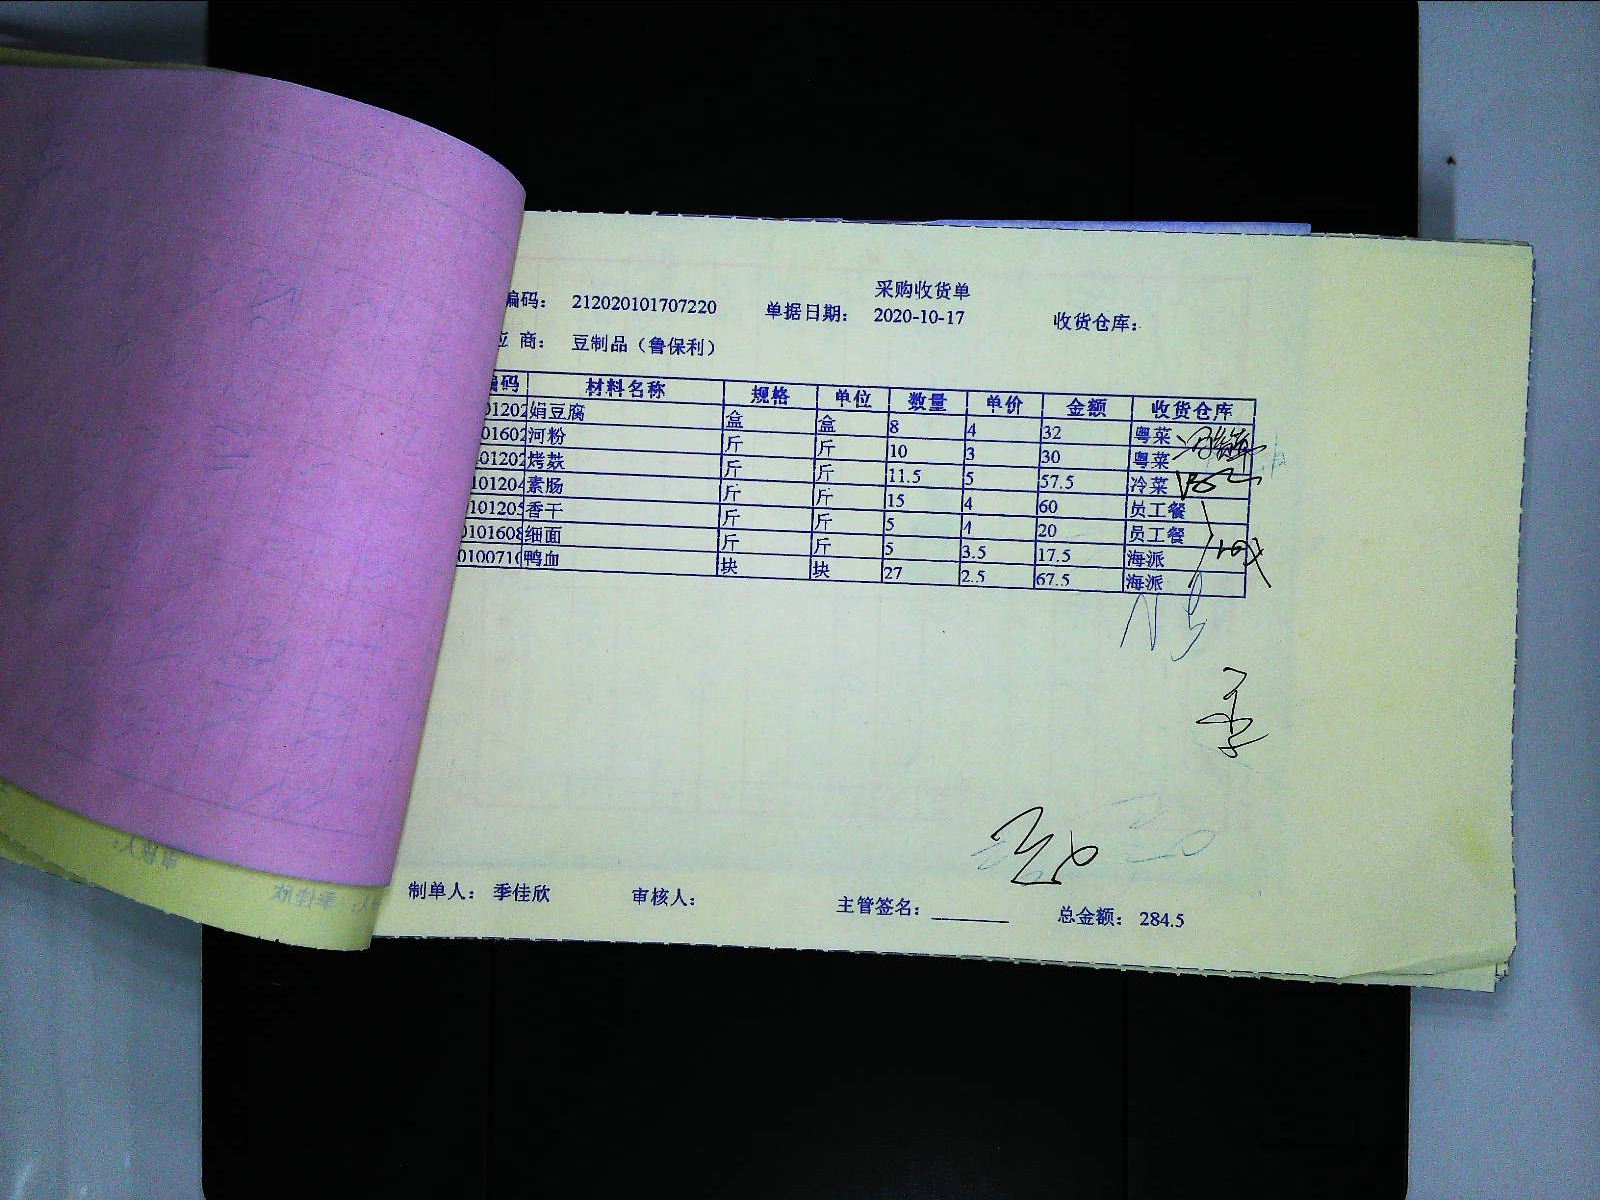 采购收货单
编码： 212020101707220 单据日期： 2020-10-17 收货仓库：
应 商： 豆制品（鲁保利）
编码 材料名称 规格 单位 数量 单价 金额 收货仓库
01202 娟豆腐 盒 盒 8 4 32 粤菜
01602 河粉 斤 斤 10 3 30 粤菜
01202 烤麸 斤 斤 11.5 5 57.5 冷菜
101204 素肠 斤 斤 15 4 60 员工餐
0101205 香干 斤 斤 5 4 20 员工餐
0101608 细面 斤 斤 5 3.5 17.5 海派
010071 鸭血 块 块 27 2.5 67.5 海派
制单人： 季佳欣 审核人： 主管签名：________ 总金额： 284.5